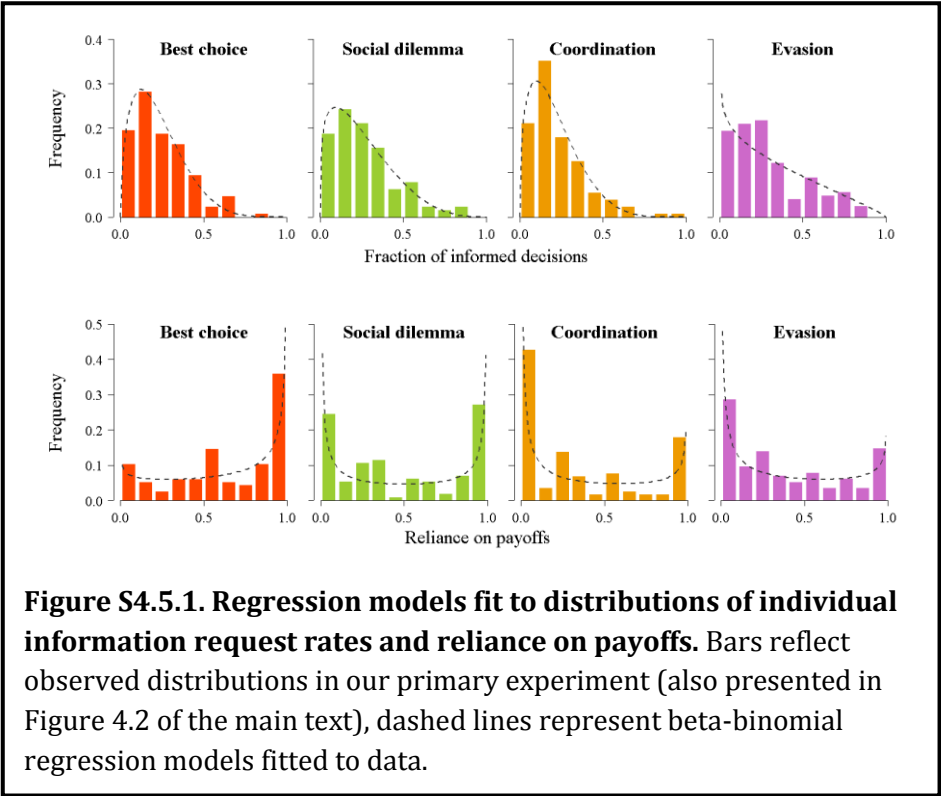 Best choice Social dilemma Coordination Evasion
0.4
0.3
0.2
0.1
0.0
Frequency
0.0 0.5 1.0 0.0 0.5 1.0 0.0 0.5 1.0 0.0 0.5 1.0
Fraction of informed decisions
Best choice Social dilemma Coordination Evasion
0.5
0.4
0.3
0.2
0.1
0.0
Frequency
0.0 0.5 1.0 0.0 0.5 1.0 0.0 0.5 1.0 0.0 0.5 1.0
Reliance on payoffs
Figure S4.5.1. Regression models fit to distributions of individual
information request rates and reliance on payoffs. Bars reflect
observed distributions in our primary experiment (also presented in
Figure 4.2 of the main text), dashed lines represent beta-binomial
regression models fitted to data.